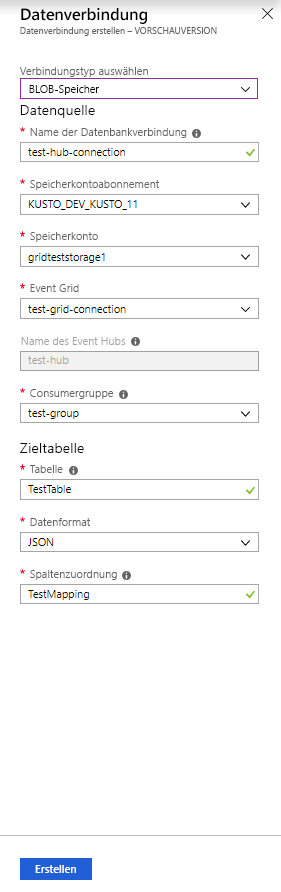 Datenverbindung
Datenverbindung erstellen – VORSCHAUVERSION
Verbindungstyp auswählen
BLOB-Speicher
Datenquelle
* Name der Datenbankverbindung
test-hub-connection
* Speicherkontoabonnement
KUSTO_DEV_KUSTO_11
* Speicherkonto
gridteststorage1
* Event Grid
test-grid-connection
Name des Event Hubs
test-hub
* Consumergruppe
test-group
Zieltabelle
* Tabelle
TestTable
* Datenformat
JSON
* Spaltenzuordnung
TestMapping
Erstellen